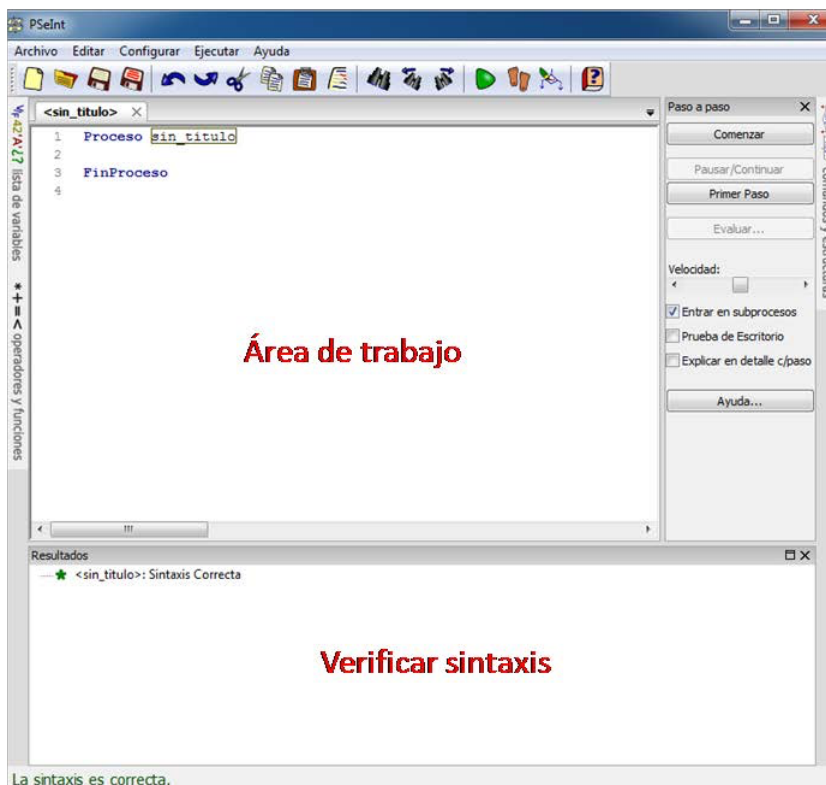 PSeInt
Archivo Editar Configurar Ejecutar Ayuda
<sin_titulo> X
lista de variables
operadores y funciones
1 Proceso sin_titulo
2
3 FinProceso
4
Área de trabajo
Paso a paso X
Comenzar
Pausar/Continuar
Primer Paso
Evaluar...
Velocidad:
Entrar en subprocesos
Prueba de Escritorio
Explicar en detalle c/paso
Ayuda...
comandos y estructuras
Resultados
<sin_titulo>: Sintaxis Correcta
Verificar sintaxis
La sintaxis es correcta.